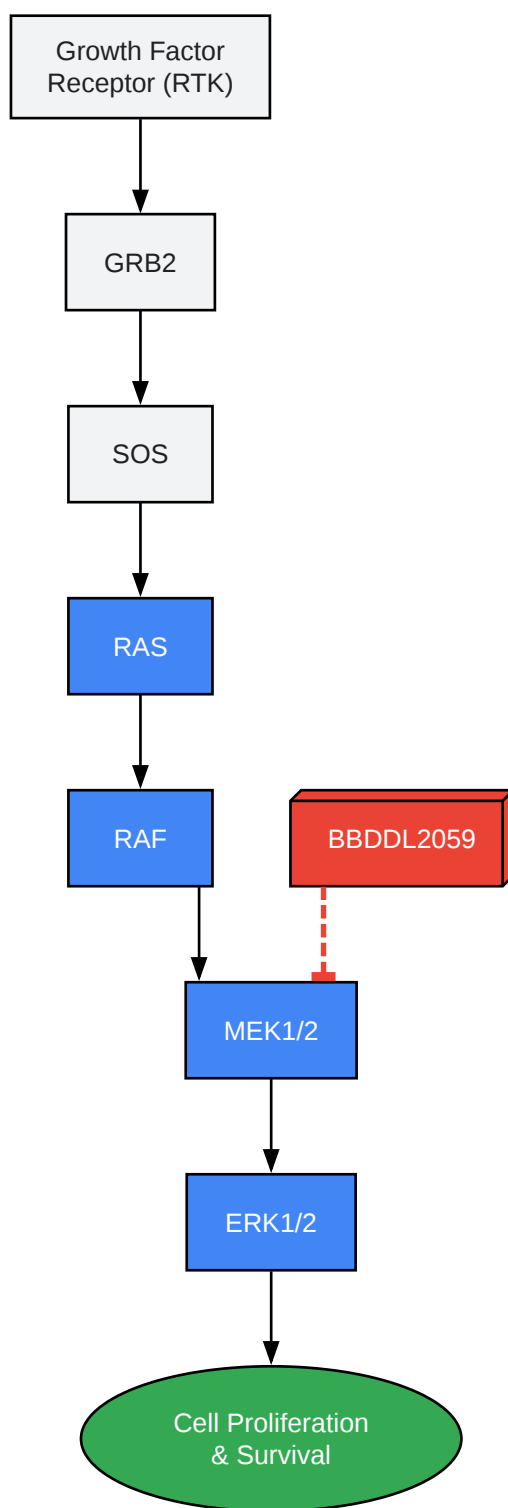 Growth Factor
Receptor (RTK)
GRB2
SOS
RAS
RAF
BBDDL2059
MEK1/2
ERK1/2
Cell Proliferation
& Survival